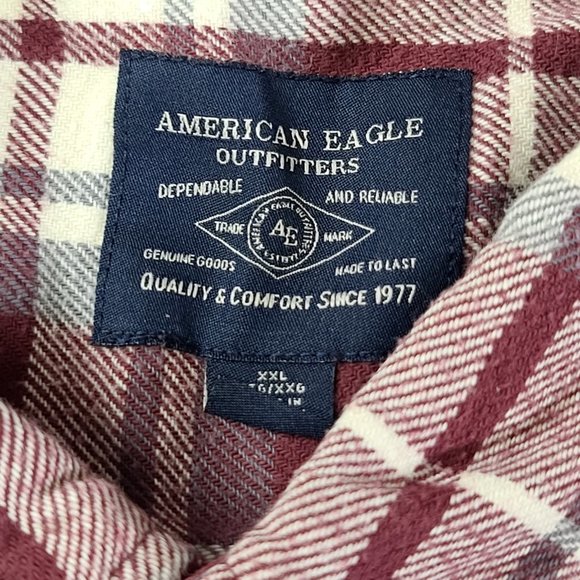 AMERICAN EAGLE
OUTFITTERS
DEPENDABLE AND RELIABLE
TRADE AE MARK
GENUINE GOODS MADE TO LAST
QUALITY & COMFORT SINCE 1977
XXL
/XXG